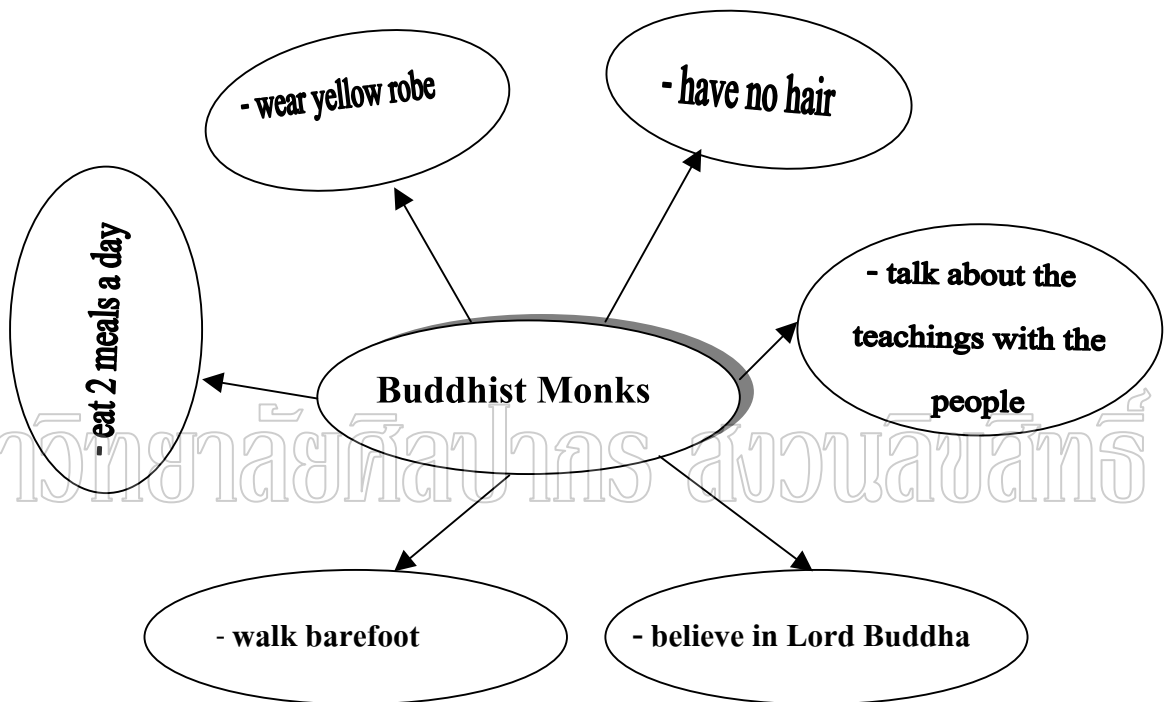 - wear yellow robe
- have no hair
- eat 2 meals a day
- talk about the
teachings with the
people
Buddhist Monks
าวิทยาลัยศิลปากร สงวนลิขสิทธิ์
- walk barefoot
- believe in Lord Buddha